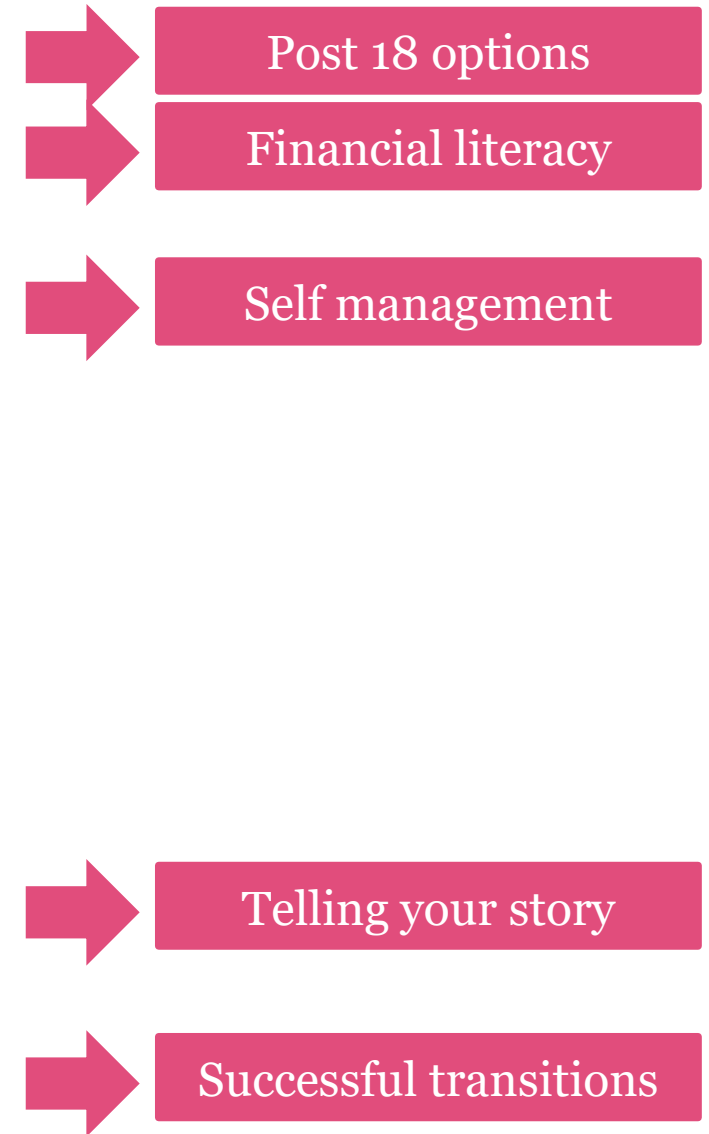 Post 18 options
Financial literacy
Self management
Telling your story
Successful transitions